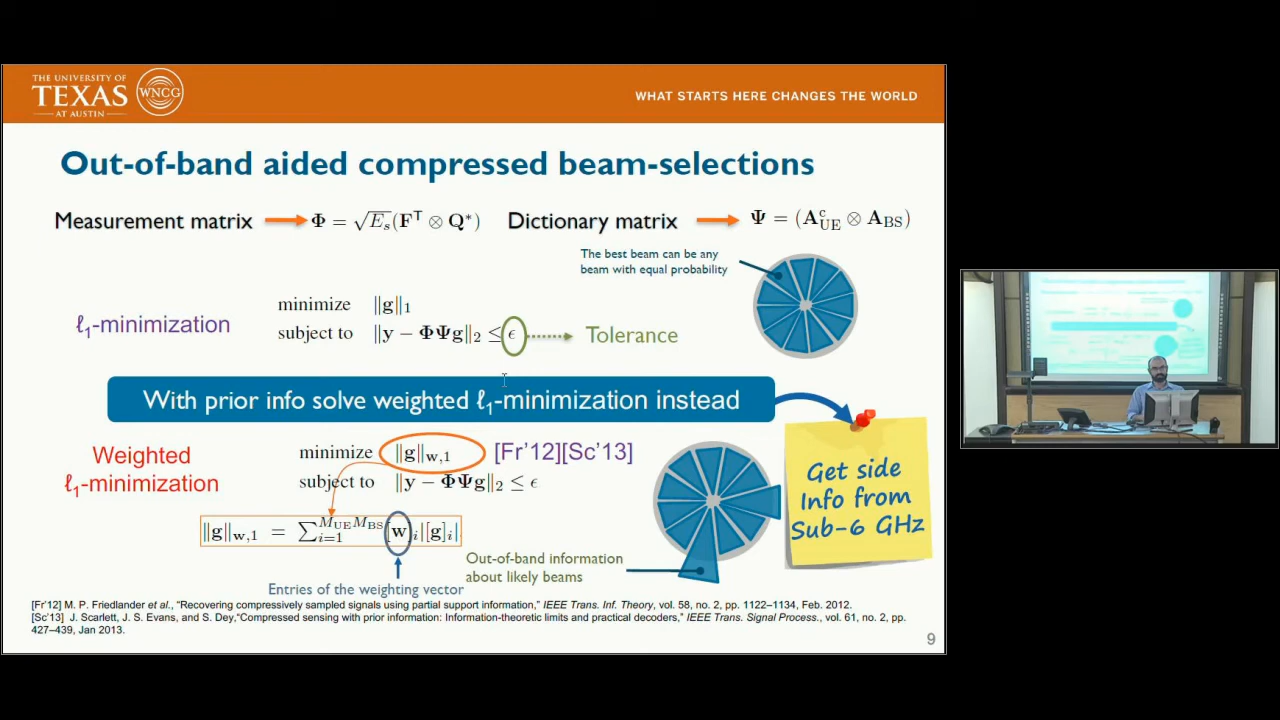 THE UNIVERSITY OF
TEXAS
AT AUSTIN
WNCG
WHAT STARTS HERE CHANGES THE WORLD
Out-of-band aided compressed beam-selections
Measurement matrix
Φ = √E_s(F^T ⊗ Q*)
Dictionary matrix
Ψ = (A^c_UE ⊗ A_BS)
The best beam can be any
beam with equal probability
ℓ₁-minimization
minimize ‖g‖₁
subject to ‖y − ΦΨg‖₂ ≤ ϵ
Tolerance
With prior info solve weighted ℓ₁-minimization instead
Weighted
ℓ₁-minimization
minimize ‖g‖_w,1
[Fr'12][Sc'13]
subject to ‖y − ΦΨg‖₂ ≤ ϵ
Get side
Info from
Sub-6 GHz
‖g‖_w,1 = ∑_{i=1}^{M_UE M_BS} [w]_i|[g]_i|
Out-of-band information
about likely beams
Entries of the weighting vector
[Fr'12] M. P. Friedlander et al., "Recovering compressively sampled signals using partial support information," IEEE Trans. Inf. Theory, vol. 58, no. 2, pp. 1122–1134, Feb. 2012.
[Sc'13] J. Scarlett, J. S. Evans, and S. Dey,"Compressed sensing with prior information: Information-theoretic limits and practical decoders," IEEE Trans. Signal Process., vol. 61, no. 2, pp.
427–439, Jan 2013.
9